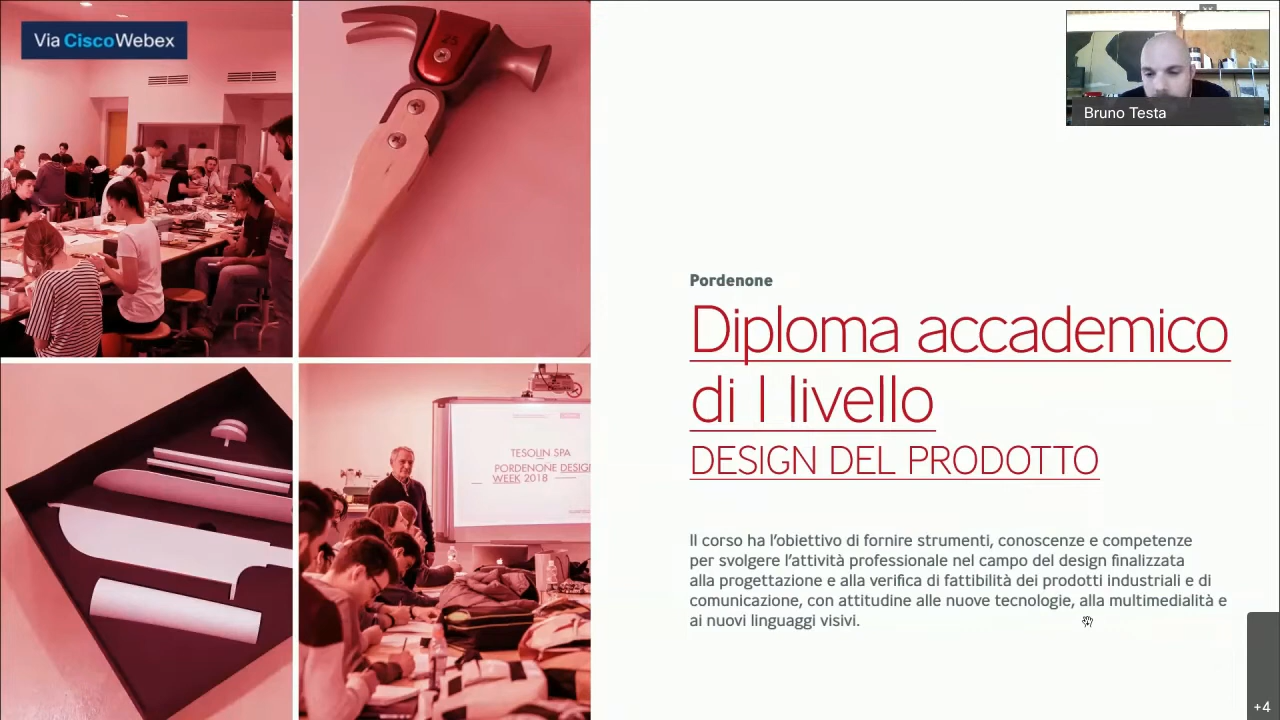 Via CiscoWebex
25
Bruno Testa
Pordenone
Diploma accademico
di I livello
DESIGN DEL PRODOTTO
TESOLIN SPA
PORDENONE DESIGN
WEEK 2018
Il corso ha l'obiettivo di fornire strumenti, conoscenze e competenze
per svolgere l'attività professionale nel campo del design finalizzata
alla progettazione e alla verifica di fattibilità dei prodotti industriali e di
comunicazione, con attitudine alle nuove tecnologie, alla multimedialità e
ai nuovi linguaggi visivi.
+4